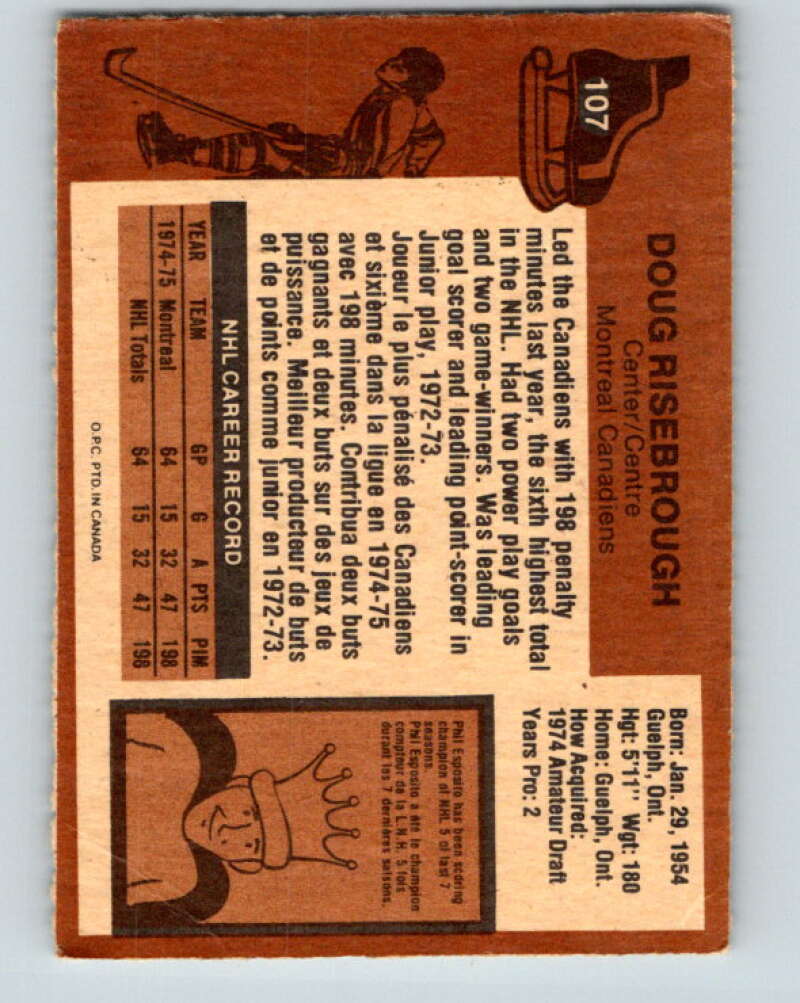 107
DOUG RISEBROUGH
Center/Centre
Montreal Canadiens
Born: Jan. 29, 1954
Guelph, Ont.
Hgt: 5'11" Wgt: 180
Home: Guelph, Ont.
How Acquired:
1974 Amateur Draft
Years Pro: 2
Led the Canadiens with 198 penalty
minutes last year, the sixth highest total
in the NHL. Had two power play goals
and two game-winners. Was leading
goal scorer and leading point-scorer in
Junior play, 1972-73.
Joueur le plus pénalisé des Canadiens
et sixième dans la ligue en 1974-75
avec 198 minutes. Contribua deux buts
gagnants et deux buts sur des jeux de
puissance. Meilleur producteur de buts
et de points comme junior en 1972-73.
NHL CAREER RECORD
YEAR TEAM GP G A PTS PIM
1974-75 Montreal 64 15 32 47 198
NHL Totals 64 15 32 47 198
Phil Esposito has been scoring
champion of NHL 5 of last 7
seasons.
Phil Esposito a été le champion
compteur de la L.N.H. 5 fois
durant les 7 dernières saisons.
O.P.C. PTD. IN CANADA